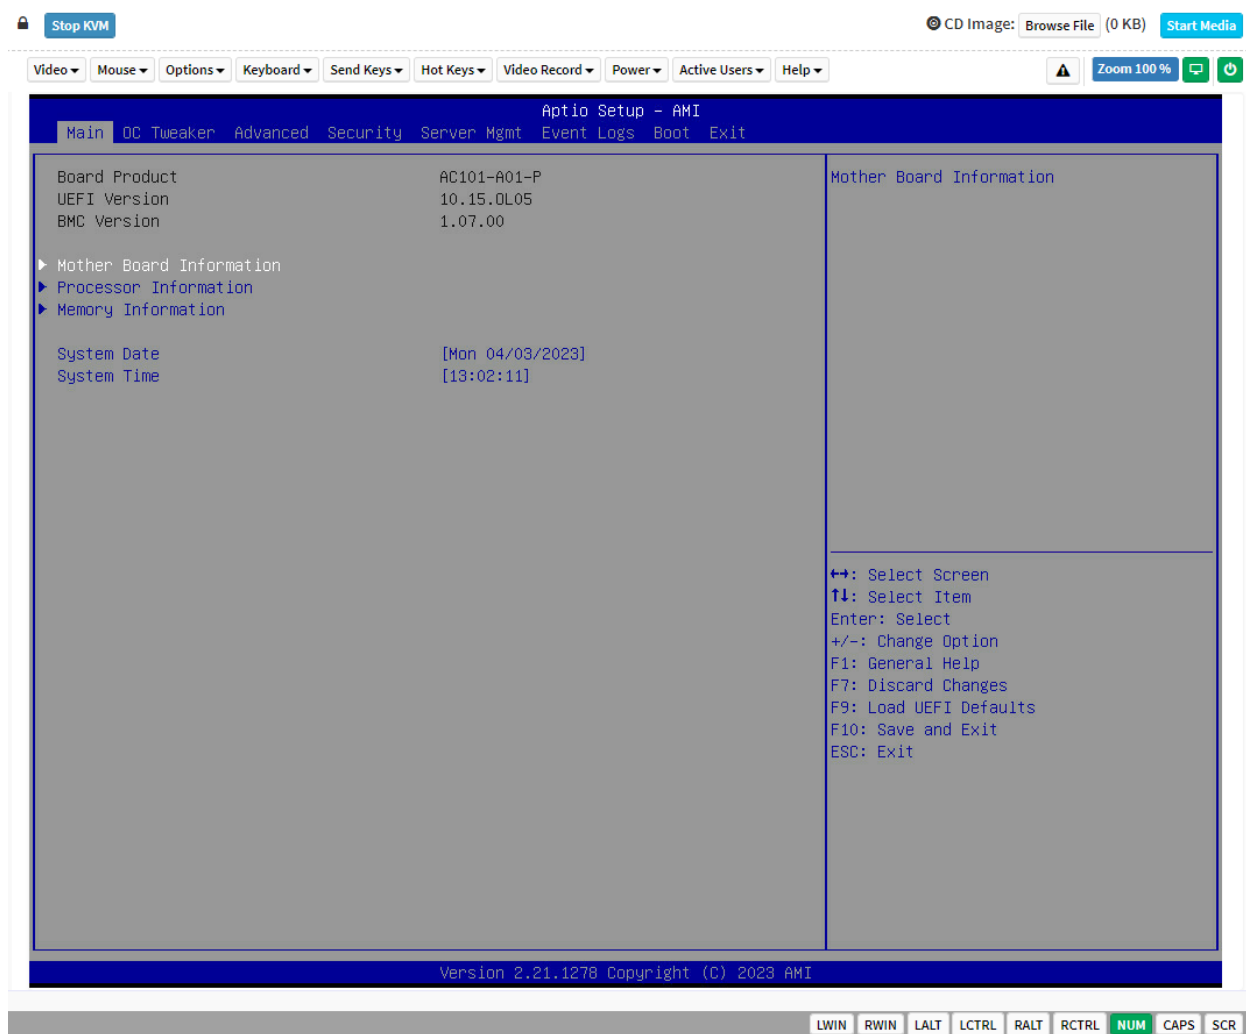 Stop KVM
CD Image: Browse File (0 KB) Start Media
Video Mouse Options Keyboard Send Keys Hot Keys Video Record Power Active Users Help Zoom 100 %
Aptio Setup - AMI
Main OC Tweaker Advanced Security Server Mgmt Event Logs Boot Exit
Board Product AC101-A01-P
UEFI Version 10.15.0L05
BMC Version 1.07.00
Mother Board Information
Processor Information
Memory Information
System Date [Mon 04/03/2023]
System Time [13:02:11]
Mother Board Information
↔: Select Screen
↑↓: Select Item
Enter: Select
+/-: Change Option
F1: General Help
F7: Discard Changes
F9: Load UEFI Defaults
F10: Save and Exit
ESC: Exit
Version 2.21.1278 Copyright (C) 2023 AMI
LWIN RWIN LALT LCTRL RALT RCTRL NUM CAPS SCR